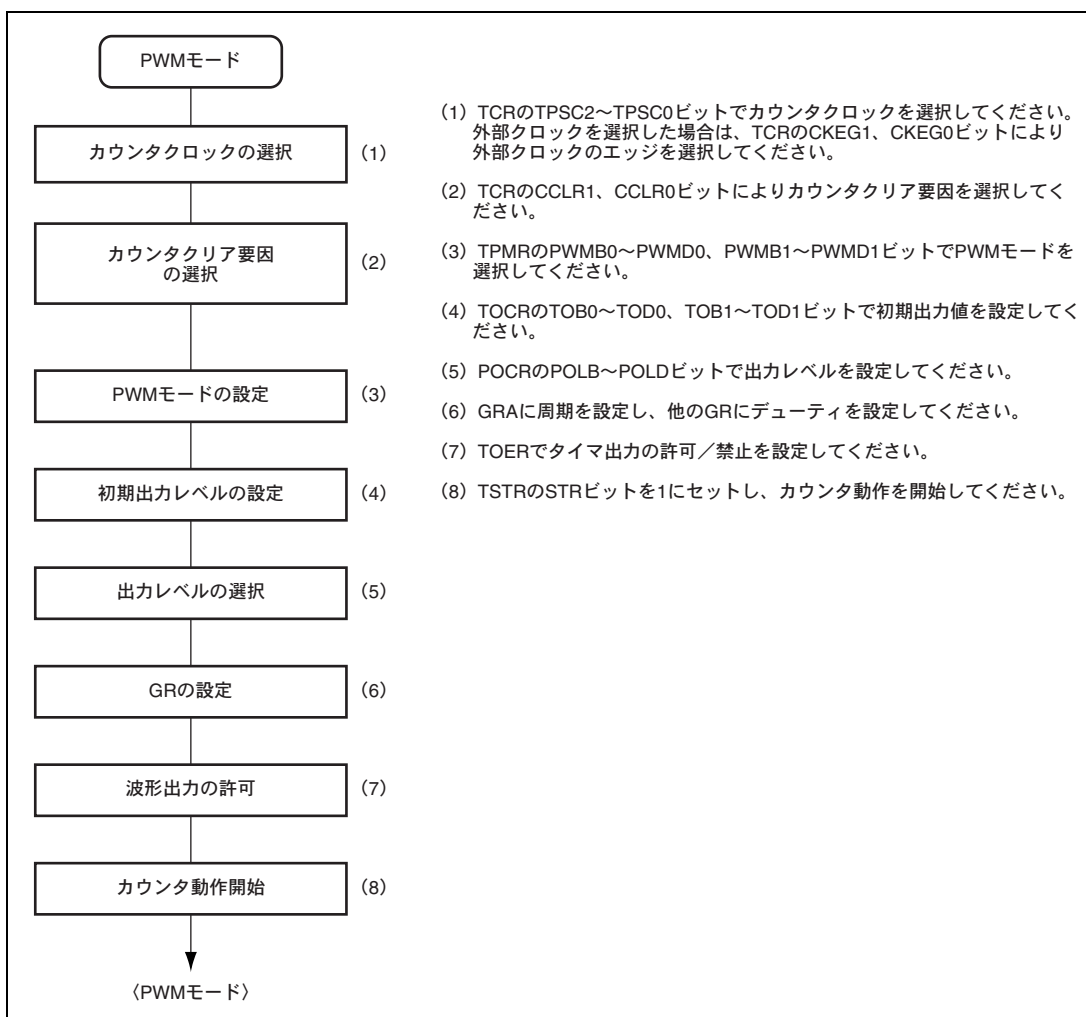 PWMモード
カウンタクロックの選択 (1)
カウンタクリア要因
の選択 (2)
PWMモードの設定 (3)
初期出力レベルの設定 (4)
出力レベルの選択 (5)
GRの設定 (6)
波形出力の許可 (7)
カウンタ動作開始 (8)
〈PWMモード〉
(1) TCRのTPSC2～TPSC0ビットでカウンタクロックを選択してください。
外部クロックを選択した場合は、TCRのCKEG1、CKEG0ビットにより
外部クロックのエッジを選択してください。
(2) TCRのCCLR1、CCLR0ビットによりカウンタクリア要因を選択してく
ださい。
(3) TPMRのPWMB0～PWMD0、PWMB1～PWMD1ビットでPWMモードを
選択してください。
(4) TOCRのTOB0～TOD0、TOB1～TOD1ビットで初期出力値を設定してく
ださい。
(5) POCRのPOLB～POLDビットで出力レベルを設定してください。
(6) GRAに周期を設定し、他のGRにデューティを設定してください。
(7) TOERでタイマ出力の許可／禁止を設定してください。
(8) TSTRのSTRビットを1にセットし、カウンタ動作を開始してください。